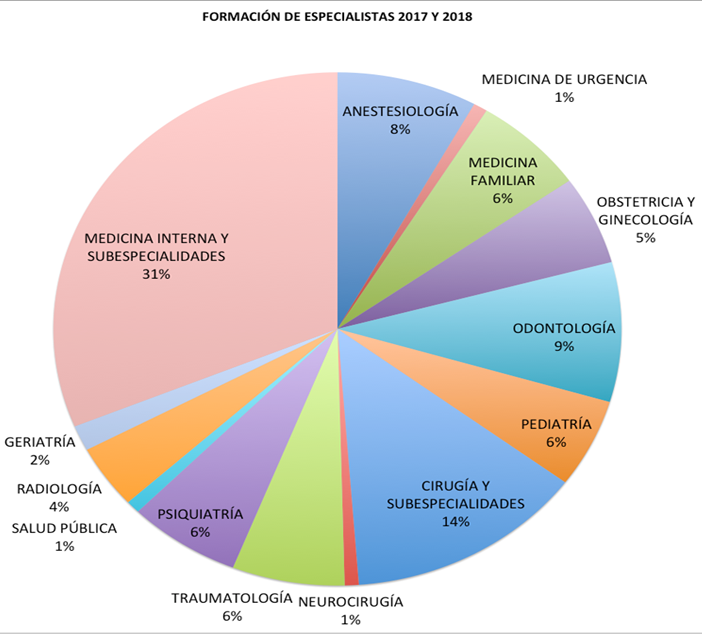 FORMACIÓN DE ESPECIALISTAS 2017 Y 2018
MEDICINA DE URGENCIA
1%
ANESTESIOLOGÍA
8%
MEDICINA
FAMILIAR
6%
OBSTETRICIA Y
GINECOLOGÍA
5%
ODONTOLOGÍA
9%
PEDIATRÍA
6%
CIRUGÍA Y
SUBESPECIALIDADES
14%
NEUROCIRUGÍA
1%
TRAUMATOLOGÍA
6%
PSIQUIATRÍA
6%
SALUD PÚBLICA
1%
RADIOLOGÍA
4%
GERIATRÍA
2%
MEDICINA INTERNA Y
SUBESPECIALIDADES
31%